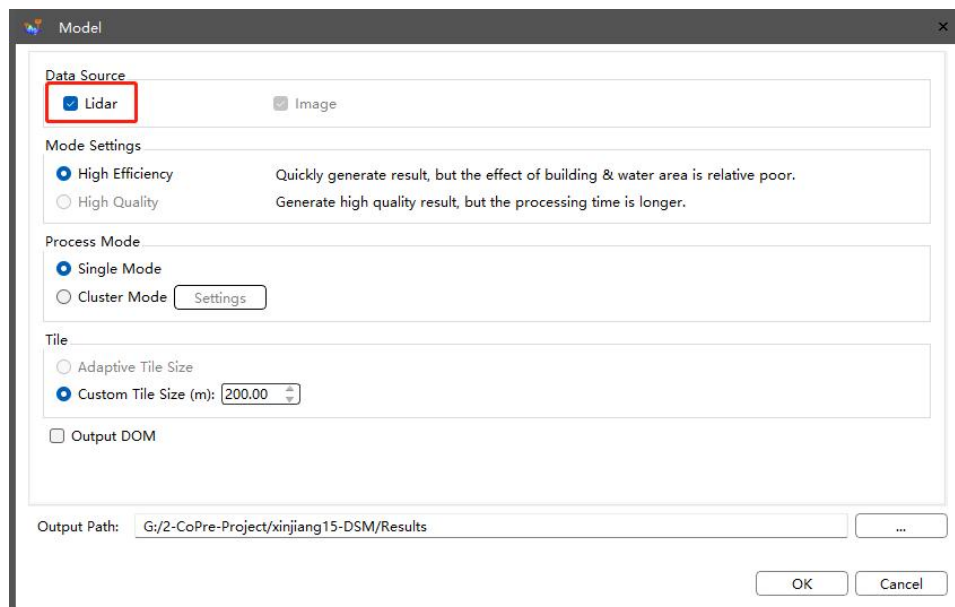 Model
Data Source
Lidar Image
Mode Settings
High Efficiency Quickly generate result, but the effect of building & water area is relative poor.
High Quality Generate high quality result, but the processing time is longer.
Process Mode
Single Mode
Cluster Mode Settings
Tile
Adaptive Tile Size
Custom Tile Size (m): 200.00
Output DOM
Output Path: G:/2-CoPre-Project/xinjiang15-DSM/Results ...
OK Cancel